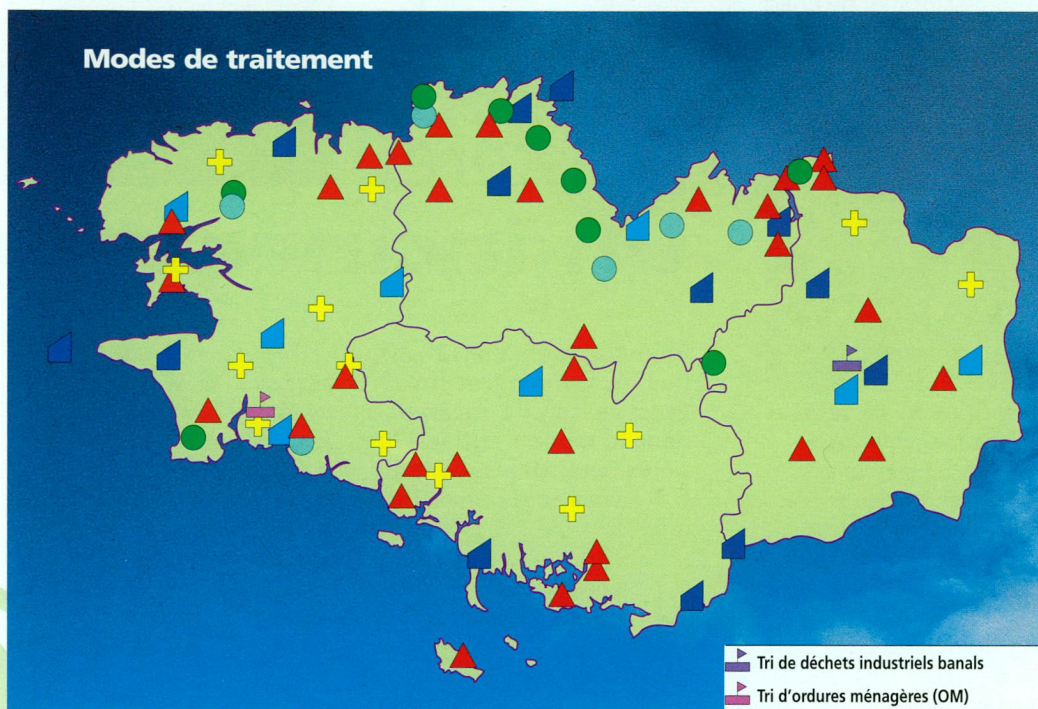 Modes de traitement
Tri de déchets industriels banals
Tri d'ordures ménagères (OM)